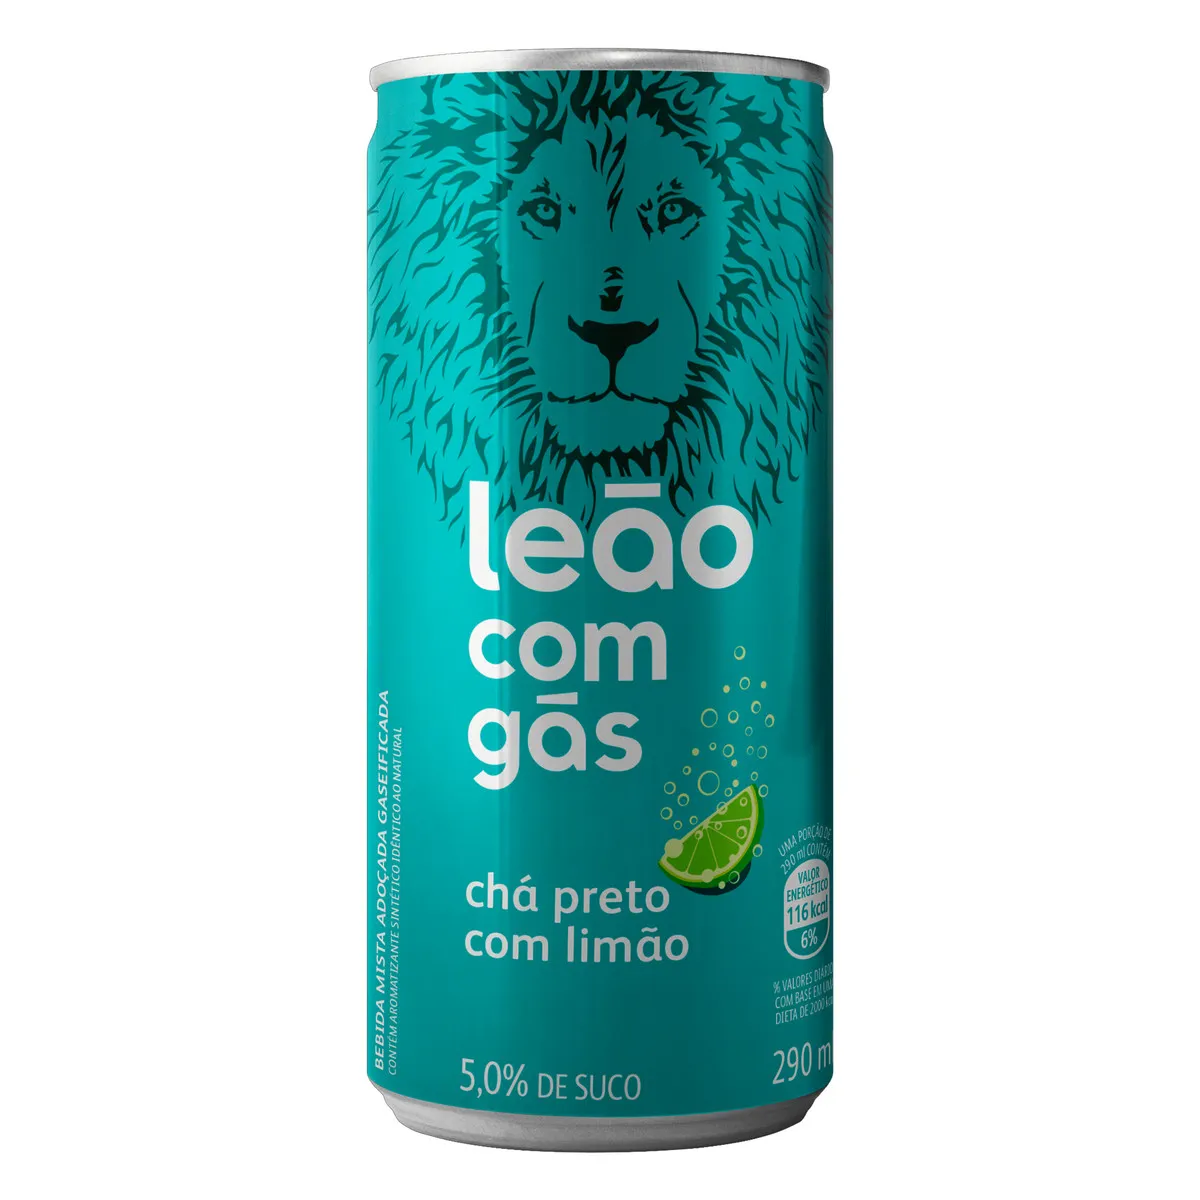 leão
com
gás
chá preto
com limão
5,0% DE SUCO
BEBIDA MISTA ADOÇADA GASEIFICADA
CONTÉM AROMATIZANTE SINTÉTICO IDÊNTICO AO NATURAL
UMA PORÇÃO DE
290 ml CONTÉM
VALOR
ENERGÉTICO
116 kcal
6%
% VALORES
COM BASE EM
DIETA DE 2000
290